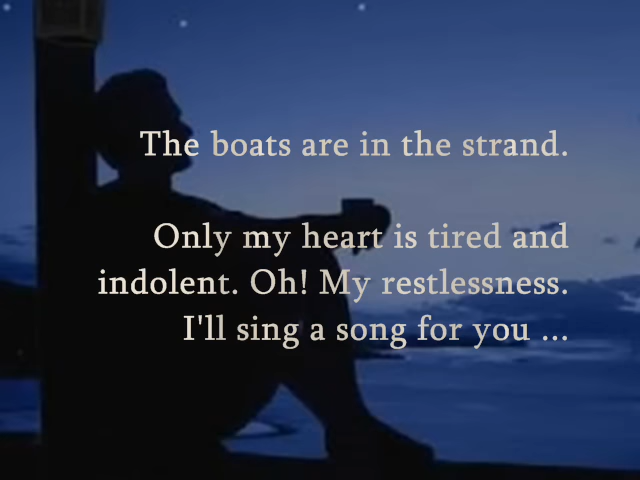 The boats are in the strand.
Only my heart is tired and
indolent. Oh! My restlessness.
I'll sing a song for you ...